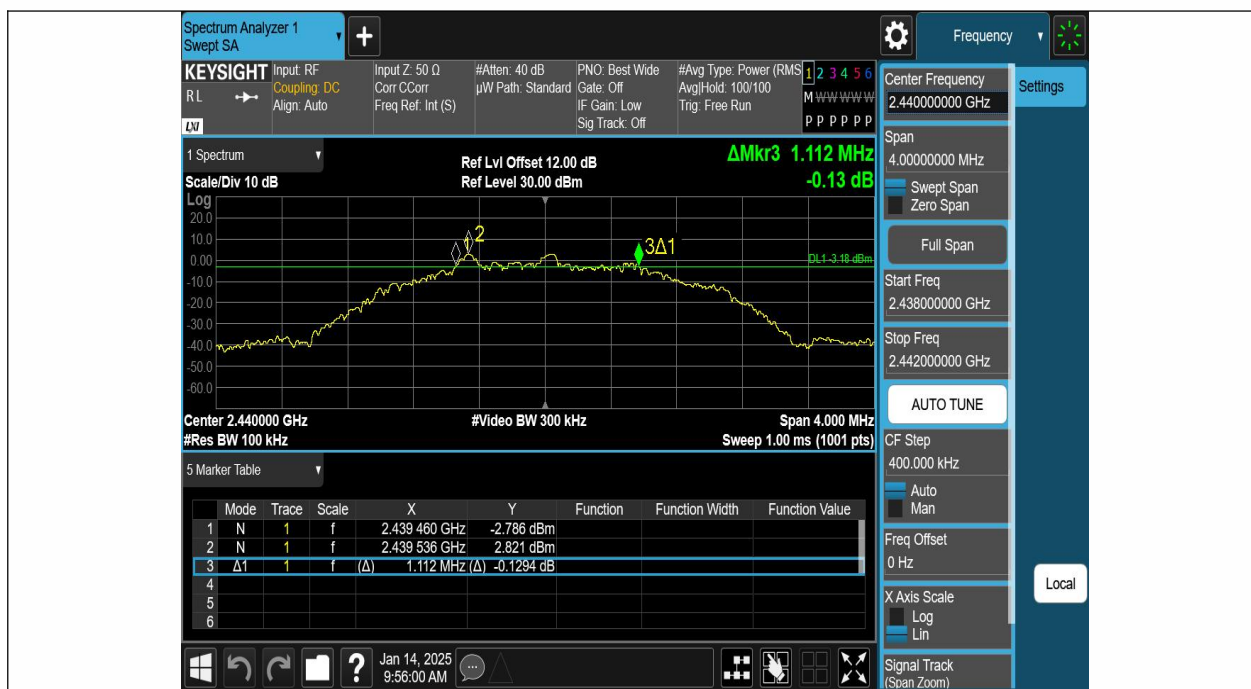 Spectrum Analyzer 1
Swept SA
+
Frequency
KEYSIGHT
RL
LXI
Input: RF
Coupling: DC
Align: Auto
Input Z: 50 Ω
Corr CCorr
Freq Ref: Int (S)
#Atten: 40 dB
µW Path: Standard
PNO: Best Wide
Gate: Off
IF Gain: Low
Sig Track: Off
#Avg Type: Power (RMS
Avg|Hold: 100/100
Trig: Free Run
1 2 3 4 5 6
M W W W W W
P P P P P P
1 Spectrum
Scale/Div 10 dB
Ref Lvl Offset 12.00 dB
Ref Level 30.00 dBm
ΔMkr3 1.112 MHz
-0.13 dB
Log
20.0
10.0
0.00
-10.0
-20.0
-30.0
-40.0
-50.0
-60.0
1
2
3Δ1
DL1 -3.18 dBm
Center 2.440000 GHz
#Video BW 300 kHz
Span 4.000 MHz
#Res BW 100 kHz
Sweep 1.00 ms (1001 pts)
5 Marker Table
Mode Trace Scale X Y Function Function Width Function Value
1 N 1 f 2.439 460 GHz -2.786 dBm
2 N 1 f 2.439 536 GHz 2.821 dBm
3 Δ1 1 f (Δ) 1.112 MHz (Δ) -0.1294 dB
4
5
6
?
Jan 14, 2025
9:56:00 AM
Center Frequency
2.440000000 GHz
Settings
Span
4.00000000 MHz
Swept Span
Zero Span
Full Span
Start Freq
2.438000000 GHz
Stop Freq
2.442000000 GHz
AUTO TUNE
CF Step
400.000 kHz
Auto
Man
Freq Offset
0 Hz
X Axis Scale
Log
Lin
Local
Signal Track
(Span Zoom)